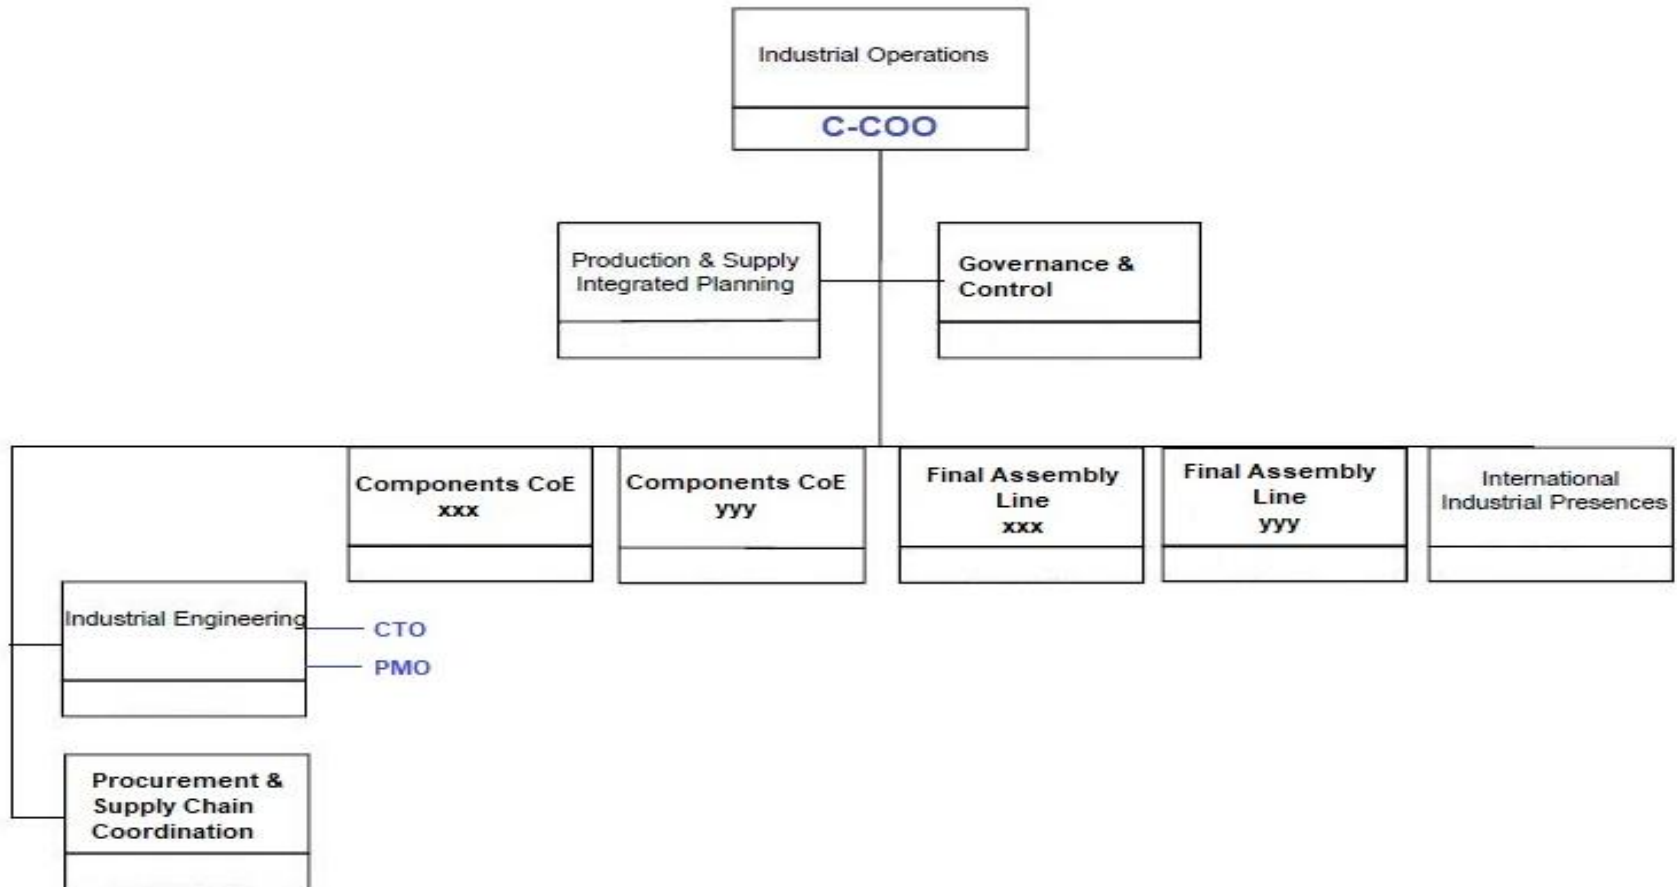 Industrial Operations
C-COO
Production & Supply
Integrated Planning
Governance &
Control
Components CoE
xxx
Components CoE
yyy
Final Assembly
Line
xxx
Final Assembly
Line
yyy
International
Industrial Presences
Industrial Engineering
CTO
PMO
Procurement &
Supply Chain
Coordination